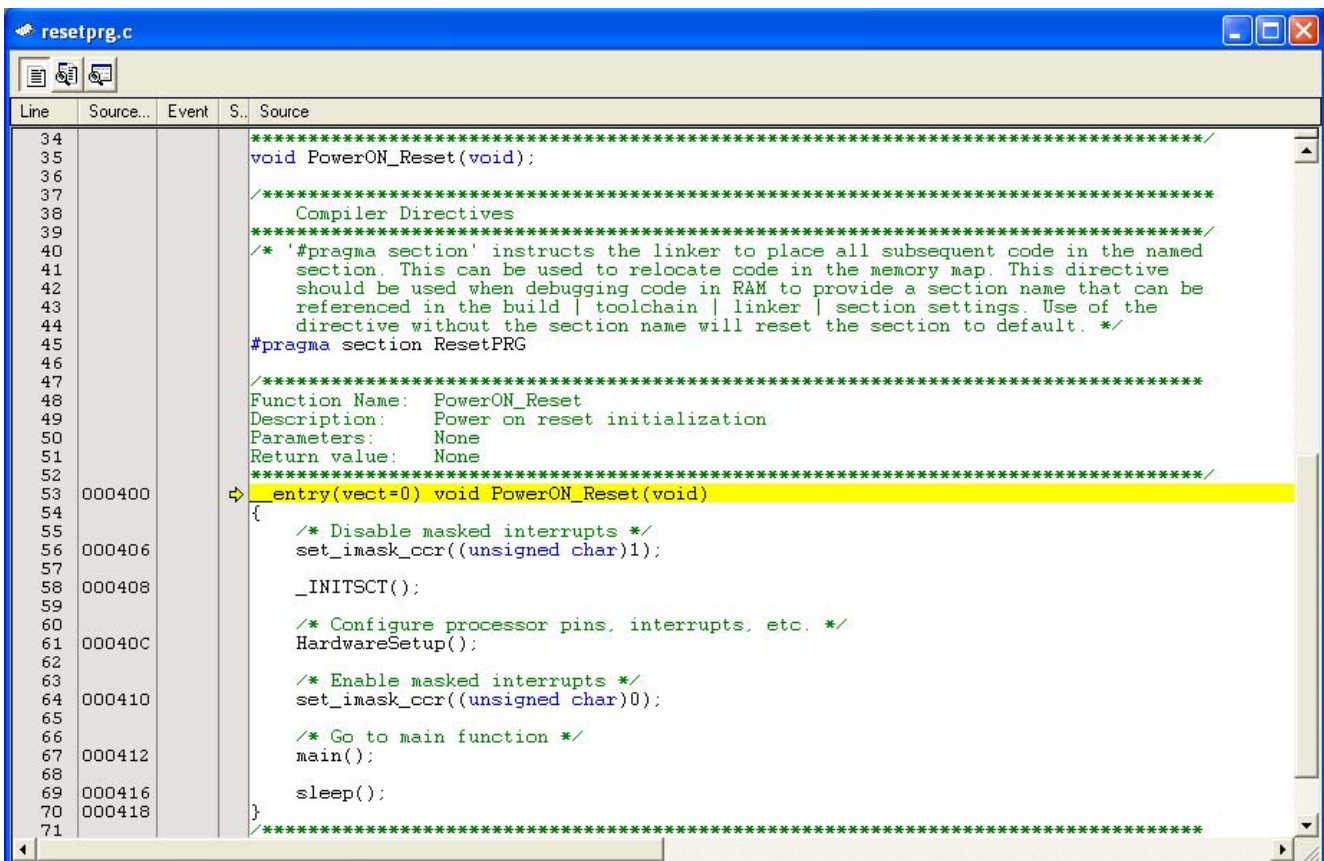 resetprg.c
Line Source... Event S.. Source
34 **********************************************************************************/
35 void PowerON_Reset(void);
36
37 /**********************************************************************************
38 Compiler Directives
39 **********************************************************************************/
40 /* '#pragma section' instructs the linker to place all subsequent code in the named
41 section. This can be used to relocate code in the memory map. This directive
42 should be used when debugging code in RAM to provide a section name that can be
43 referenced in the build | toolchain | linker | section settings. Use of the
44 directive without the section name will reset the section to default. */
45 #pragma section ResetPRG
46
47 /*********************************************************************************
48 Function Name: PowerON_Reset
49 Description: Power on reset initialization
50 Parameters: None
51 Return value: None
52 **********************************************************************************/
53 000400 __entry(vect=0) void PowerON_Reset(void)
54 {
55 /* Disable masked interrupts */
56 000406 set_imask_ccr((unsigned char)1);
57
58 000408 _INITSCT();
59
60 /* Configure processor pins, interrupts, etc. */
61 00040C HardwareSetup();
62
63 /* Enable masked interrupts */
64 000410 set_imask_ccr((unsigned char)0);
65
66 /* Go to main function */
67 000412 main();
68
69 000416 sleep();
70 000418 }
71 /*********************************************************************************